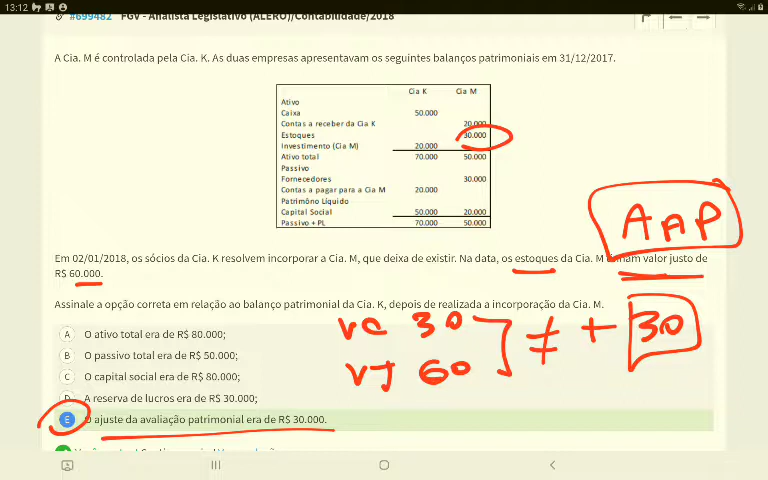 13:12
#699482 FGV - Analista Legislativo (ALERO)/Contabilidade/2018
A Cia. M é controlada pela Cia. K. As duas empresas apresentavam os seguintes balanços patrimoniais em 31/12/2017.
Cia K Cia M
Ativo
Caixa 50.000
Contas a receber da Cia K 20.000
Estoques 30.000
Investimento (Cia M) 20.000
Ativo total 70.000 50.000
Passivo
Fornecedores 30.000
Contas a pagar para a Cia M 20.000
Patrimôno Líquido
Capital Social 50.000 20.000
Passivo + PL 70.000 50.000
AAP
Em 02/01/2018, os sócios da Cia. K resolvem incorporar a Cia. M, que deixa de existir. Na data, os estoques da Cia. M tinham valor justo de
R$ 60.000.
Assinale a opção correta em relação ao balanço patrimonial da Cia. K, depois de realizada a incorporação da Cia. M.
VC 30
≠ + 30
VJ 60
A O ativo total era de R$ 80.000;
B O passivo total era de R$ 50.000;
C O capital social era de R$ 80.000;
D A reserva de lucros era de R$ 30.000;
E O ajuste da avaliação patrimonial era de R$ 30.000.